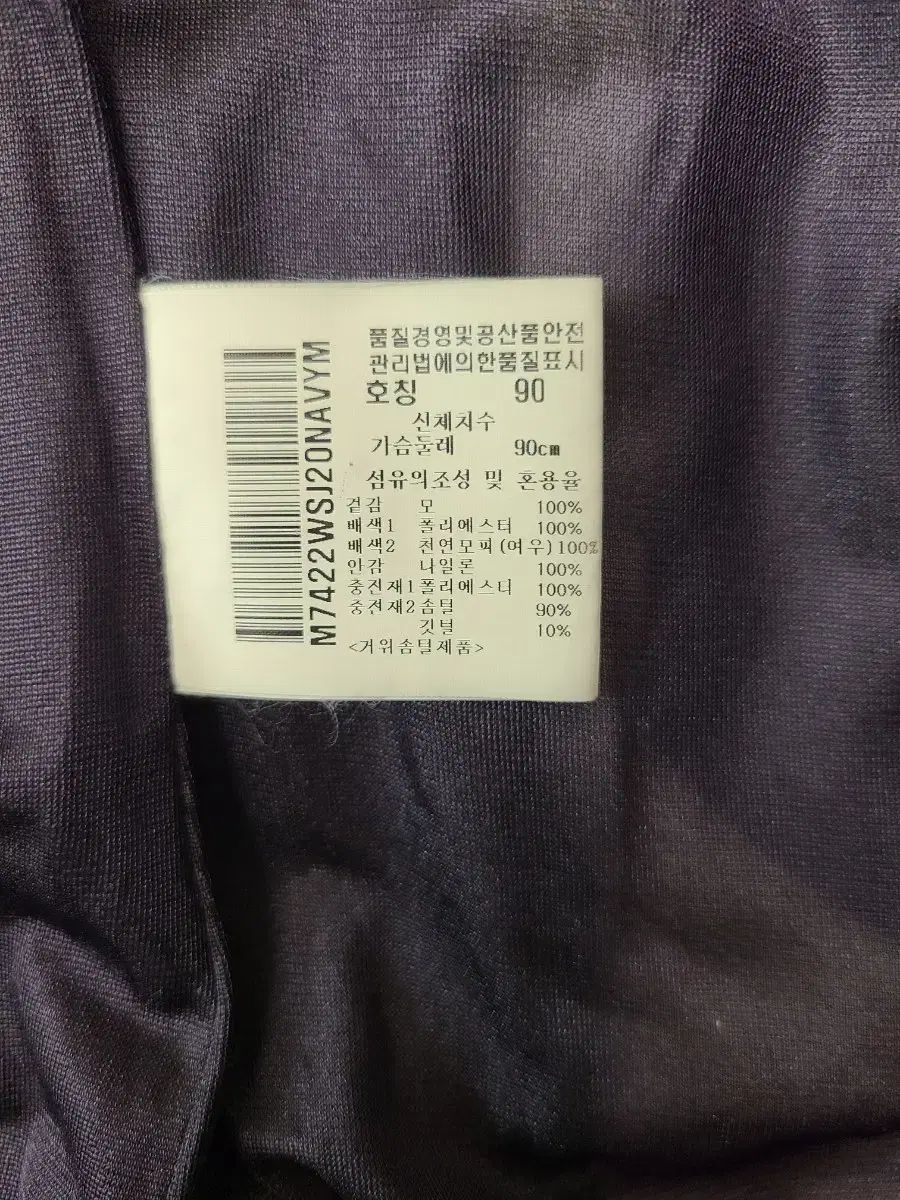 M7422WSJ20NAVYM
품질경영및공산품안전
관리법에의한품질표시
호칭 90
신체치수
가슴둘레 90cm
섬유의조성 및 혼용율
겉감 모 100%
배색1 폴리에스터 100%
배색2 천연모피(여우)100%
안감 나일론 100%
충전재1폴리에스터 100%
충전재2솜털 90%
깃털 10%
<거위솜털제품>